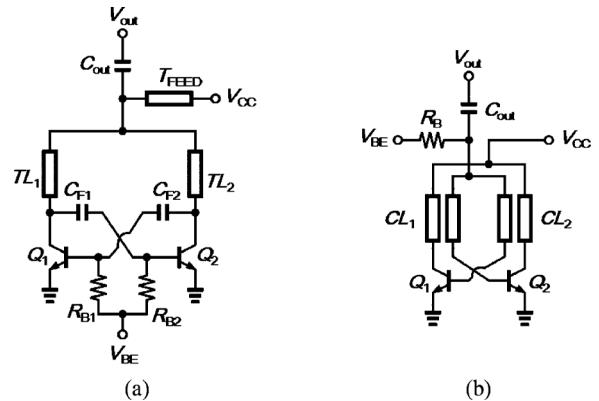 Vout
Cout
TFEED
VCC
TL1
CF1
CF2
TL2
Q1
Q2
RB1
RB2
VBE
(a)
Vout
RB
Cout
VBE
VCC
CL1
CL2
Q1
Q2
(b)